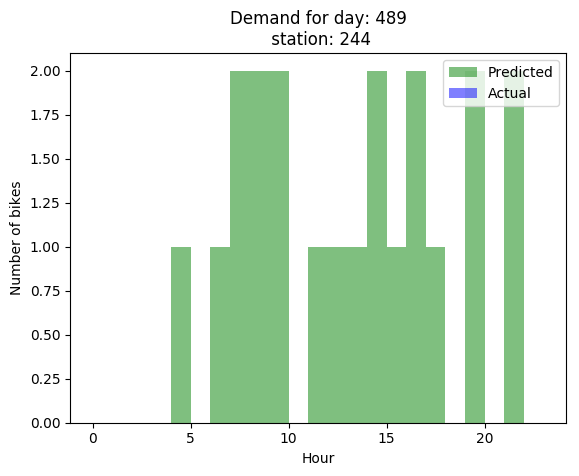 Demand for day: 489
station: 244
Predicted
Actual
2.00
1.75
1.50
1.25
1.00
0.75
0.50
0.25
0.00
Number of bikes
0 5 10 15 20
Hour